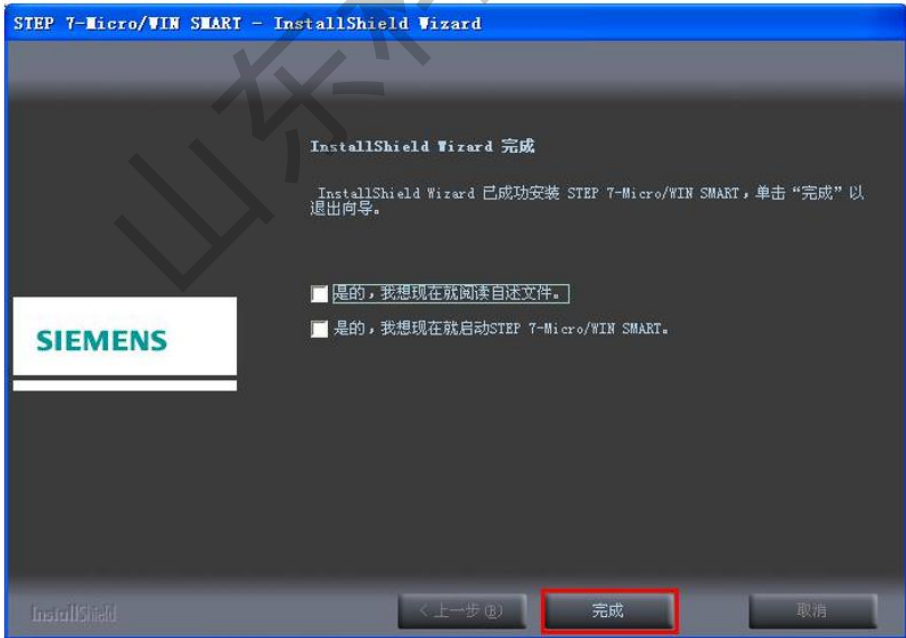 STEP 7-Micro/WIN SMART - InstallShield Wizard
InstallShield Wizard 完成
InstallShield Wizard 已成功安装 STEP 7-Micro/WIN SMART，单击“完成”以
退出向导。
是的，我想现在就阅读自述文件。
SIEMENS
是的，我想现在就启动STEP 7-Micro/WIN SMART。
InstallShield
<上一步(B)
完成
取消
山东